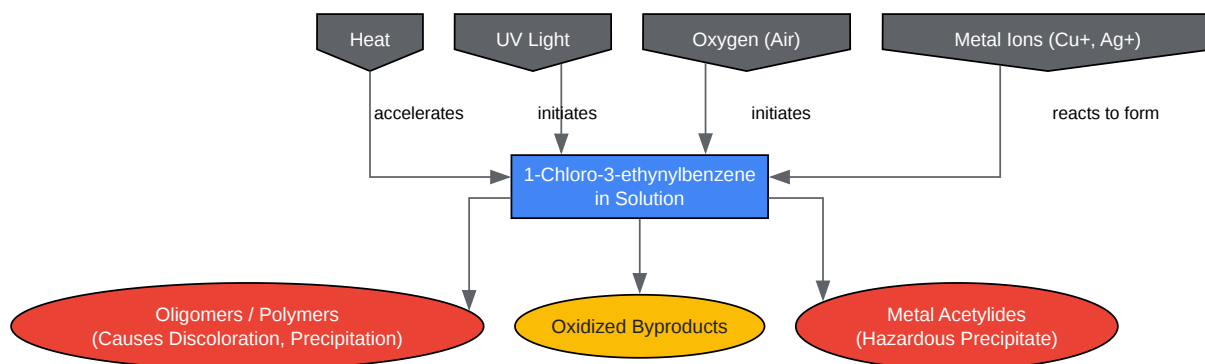 Heat
UV Light
Oxygen (Air)
Metal Ions (Cu+, Ag+)
accelerates
initiates
initiates
reacts to form
1-Chloro-3-ethynylbenzene
in Solution
Oligomers / Polymers
(Causes Discoloration, Precipitation)
Oxidized Byproducts
Metal Acetylides
(Hazardous Precipitate)